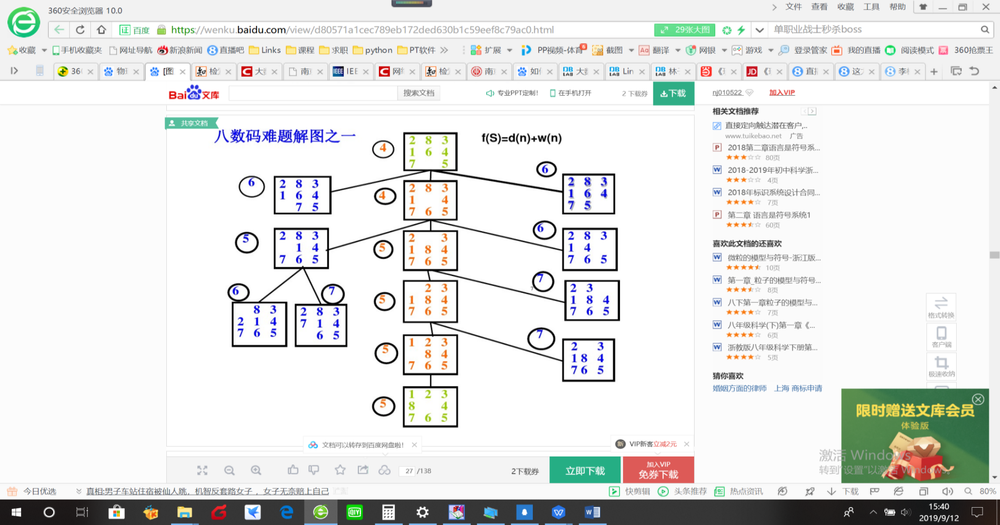 360安全浏览器 10.0
文件 查看 收藏 工具 帮助
证 百度 https://wenku.baidu.com/view/d80571a1cec789eb172ded630b1c59eef8c79ac0.html 29张大图 单职业战士秒杀boss
收藏 手机收藏夹 网址导航 新浪新闻 直播吧 Links 课程 求职 python PT软件 扩展 PP视频-体育 6 截图 翻译 网银 游戏 登录管家 我的直播 阅读模式 360抢票王
Bai du 文库 搜索文档 专业PPT定制! 在手机打开 2 下载券 下载 nj010522 加入VIP
共享文档
八数码难题解图之一
f(S)=d(n)+w(n)
4
2 8 3
1 6 4
7 5
6
2 8 3
1 6 4
7 5
4
2 8 3
1 4
7 6 5
6
2 8 3
1 6 4
7 5
5
2 8 3
1 4
7 6 5
5
2 3
1 8 4
7 6 5
6
2 8 3
1 4
7 6 5
6
8 3
2 1 4
7 6 5
7
2 8 3
7 1 4
6 5
5
2 3
1 8 4
7 6 5
7
2 3
1 8 4
7 6 5
5
1 2 3
8 4
7 6 5
7
2 3
1 8 4
7 6 5
5
1 2 3
8 4
7 6 5
相关文档推荐
直接定向触达潜在客户,..
www.tuikebao.net 广告
2018第二章语言是符号系...
80页
2018-2019年初中科学浙...
4页
2018年标识系统设计合同...
7页
第二章 语言是符号系统1
60页
喜欢此文档的还喜欢
微粒的模型与符号-浙江版...
10页
第一章_粒子的模型与符号...
8页
八下第一章粒子的模型与...
7页
八年级科学(下)第一章《...
6页
浙教版八年级科学下册第...
5页
猜你喜欢
婚姻方面的律师 上海 商标申请
格式转换
客户端
极速收纳
限时赠送文库会员
体验版
激活 Windows
转到"设置"以激活 Windows。
文档可以转存到百度网盘啦!
新 VIP新客立减2元
27 /138 2下载券 立即下载 加入VIP 免券下载
今日优选 真相:男子车站住宿被仙人跳，机智反套路女子 ，女子无奈赔上自己 快剪辑 头条推荐 热点资讯 下载 80%
15:40
2019/9/12